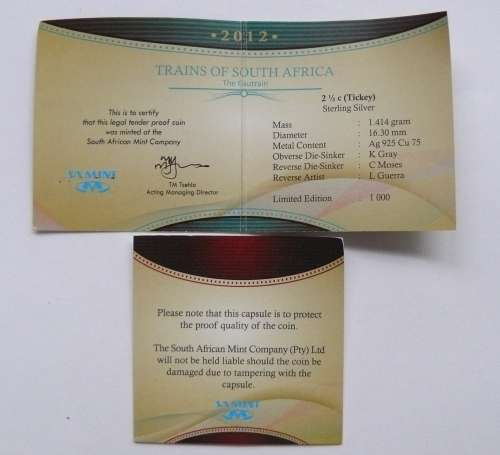 2012
TRAINS OF SOUTH AFRICA
The Gautrain
This is to certify
that this legal tender proof coin
was minted at the
South African Mint Company
TM Tsehlo
Acting Managing Director
SA MINT
2 ½ c (Tickey)
Sterling Silver
Mass : 1.414 gram
Diameter : 16.30 mm
Metal Content : Ag 925 Cu 75
Obverse Die-Sinker : K Gray
Reverse Die-Sinker : C Moses
Reverse Artist : L Guerra
Limited Edition : 1 000
Please note that this capsule is to protect
the proof quality of the coin.
The South African Mint Company (Pty) Ltd
will not be held liable should the coin be
damaged due to tampering with the
capsule.
SA MINT